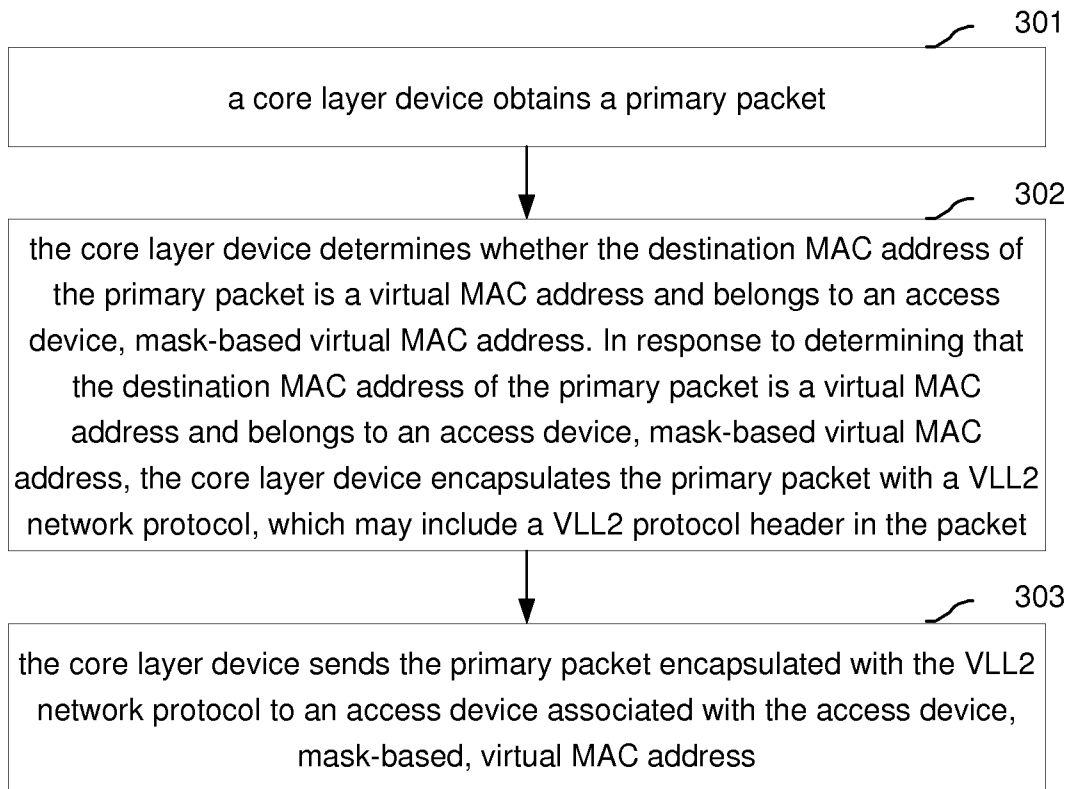 301
a core layer device obtains a primary packet
302
the core layer device determines whether the destination MAC address of
the primary packet is a virtual MAC address and belongs to an access
device, mask-based virtual MAC address. In response to determining that
the destination MAC address of the primary packet is a virtual MAC
address and belongs to an access device, mask-based virtual MAC
address, the core layer device encapsulates the primary packet with a VLL2
network protocol, which may include a VLL2 protocol header in the packet
303
the core layer device sends the primary packet encapsulated with the VLL2
network protocol to an access device associated with the access device,
mask-based, virtual MAC address